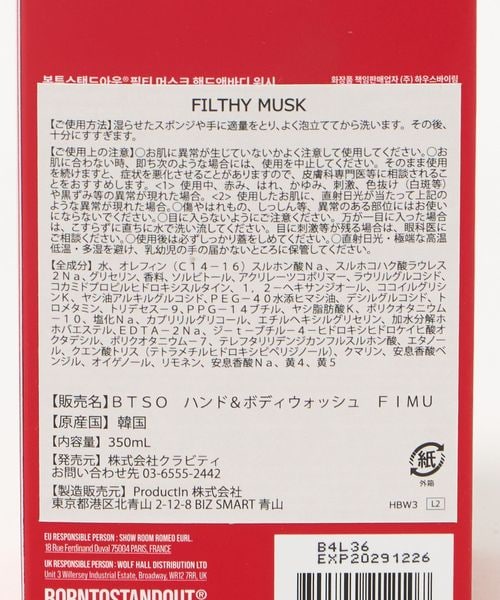 본투스탠드아웃® 필티 머스크 핸드앤바디 워시
화장품 책임판매업자 (주) 하우스바이링
FILTHY MUSK
【ご使用方法】湿らせたスポンジや手に適量をとり、よく泡立ててから洗います。その後、
十分にすすぎます。
【ご使用上の注意】○お肌に異常が生じていないかよく注意して使用してください。○お
肌に合わない時、即ち次のような場合には、使用を中止してください。そのまま使用
を続けますと、症状を悪化させることがありますので、皮膚科専門医等に相談されるこ
とをおすすめします。<1> 使用中、赤み、はれ、かゆみ、刺激、色抜け(白斑等)
や黒ずみ等の異常が現れた場合。<2> 使用したお肌に、直射日光が当たって上記の
ような異常が現れた場合。○傷やはれもの、しっしん等、異常のある部位にはお使い
にならないでください。○目に入らないようにご注意ください。万が一目に入った場合
は、こすらずに直ちに水で洗い流してください。目に刺激等が残る場合は、眼科医に
ご相談ください。○使用後は必ずしっかり蓋をしめてください。○直射日光・極端な高温
低温・多湿を避け、乳幼児の手の届かないところに保管してください。
【全成分】水、オレフィン(C14-16)スルホン酸Na、スルホコハク酸ラウレス
2Na、グリセリン、香料、ソルビトール、アクリレーツコポリマー、ラウリルグルコシド、
コカミドプロピルヒドロキシスルタイン、1，2-ヘキサンジオール、ココイルグリシ
ンK、ヤシ油アルキルグルコシド、PEG-40水添ヒマシ油、デシルグルコシド、ト
ロメタミン、トリデセス-9、PPG-14ブチル、ヤシ脂肪酸K、ポリクオタニウム
-10、塩化Na、カプリリルグリコール、エチルヘキシルグリセリン、加水分解ホ
ホバエステル、EDTA-2Na、ジ-t-ブチル-4-ヒドロキシヒドロケイヒ酸オ
クタデシル、ポリクオタニウム-7、テレフタリリデンジカンフルスルホン酸、エタノー
ル、クエン酸トリス(テトラメチルヒドロキシピペリジノール)、クマリン、安息香酸ベ
ンジル、オイゲノール、リモネン、安息香酸Na、黄4、黄5
【販売名】BTSO ハンド＆ボディウォッシュ FIMU
【原産国】韓国
【内容量】350mL
【発売元】株式会社クラビティ
お問い合わせ先 03-6555-2442
【製造販売元】ProductIn 株式会社
東京都港区北青山 2-12-8 BIZ SMART 青山
紙
外箱
HBW3 L2
EU RESPONSIBLE PERSON : SHOW ROOM ROMEO EURL.
18 Rue Ferdinand Duval 75004 PARIS, FRANCE
UK RESPONSIBLE PERSON : WOLF HALL DISTRIBUTION LTD
Unit 3 Willersey Industrial Estate, Broadway, WR12 7RR, UK
BORNTOSTANDOUT®
B4L36
EXP20291226